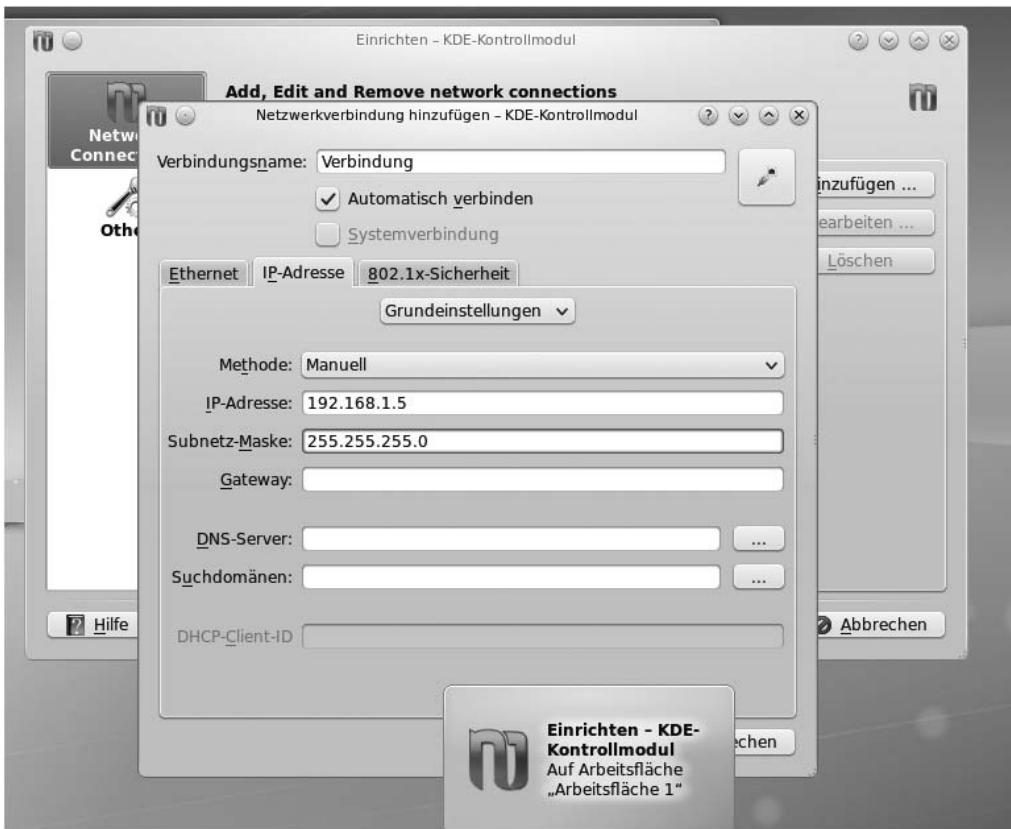 Einrichten – KDE-Kontrollmodul
Add, Edit and Remove network connections
Netzwerkverbindung hinzufügen – KDE-Kontrollmodul
Verbindungsname: Verbindung
Automatisch verbinden
Systemverbindung
Ethernet IP-Adresse 802.1x-Sicherheit
Grundeinstellungen
Methode: Manuell
IP-Adresse: 192.168.1.5
Subnetz-Maske: 255.255.255.0
Gateway:
DNS-Server: ...
Suchdomänen: ...
DHCP-Client-ID
inzufügen ...
earbeiten ...
Löschen
Hilfe
Abbrechen
Einrichten – KDE-
Kontrollmodul
Auf Arbeitsfläche
„Arbeitsfläche 1“